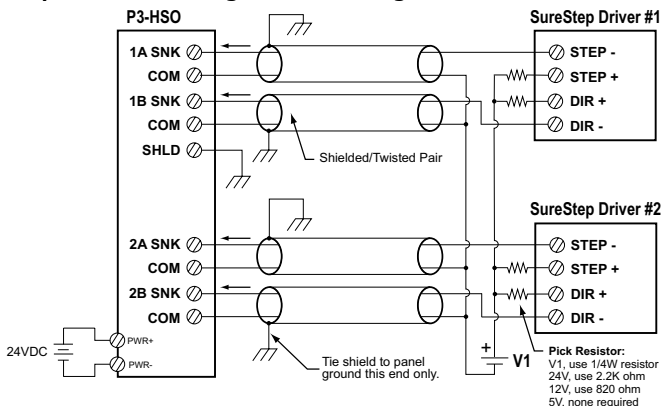 P3-HSO
SureStep Driver #1
1A SNK
COM
1B SNK
COM
SHLD
STEP -
STEP +
DIR +
DIR -
Shielded/Twisted Pair
SureStep Driver #2
2A SNK
COM
2B SNK
COM
STEP -
STEP +
DIR +
DIR -
24VDC
PWR+
PWR-
Tie shield to panel
ground this end only.
+
V1
Pick Resistor:
V1, use 1/4W resistor
24V, use 2.2K ohm
12V, use 820 ohm
5V, none required